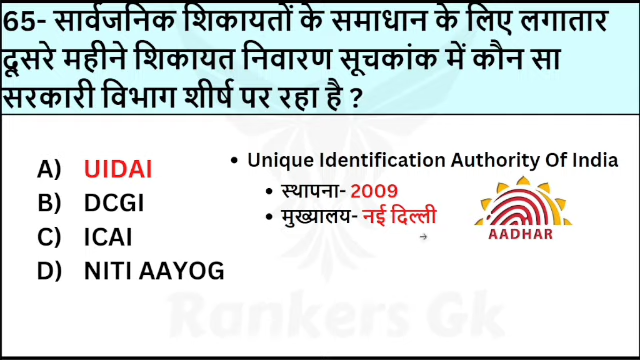 65- सार्वजनिक शिकायतों के समाधान के लिए लगातार
दूसरे महीने शिकायत निवारण सूचकांक में कौन सा
सरकारी विभाग शीर्ष पर रहा है ?
A) UIDAI
B) DCGI
C) ICAI
D) NITI AAYOG
• Unique Identification Authority Of India
• स्थापना- 2009
• मुख्यालय- नई दिल्ली
AADHAR
Rankers Gk